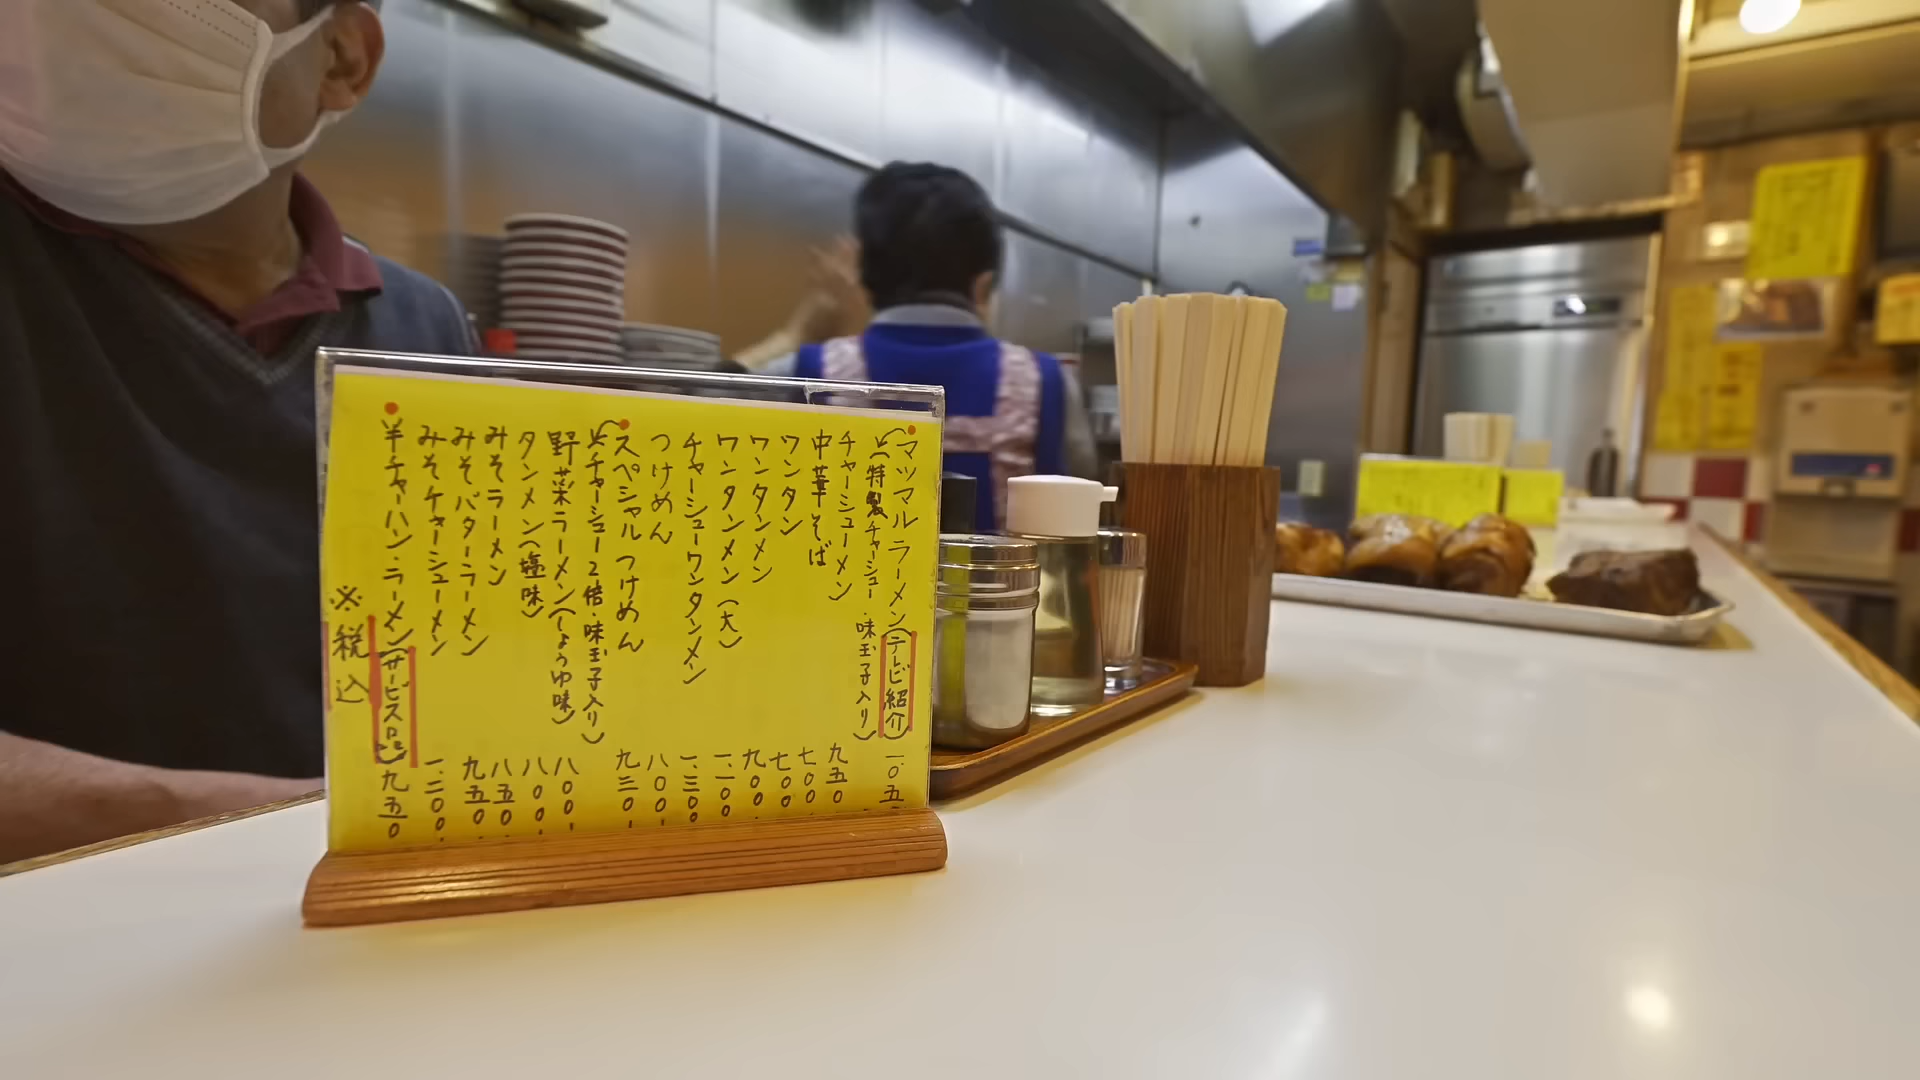 マツマルラーメン(テレビ紹介) 一、〇五
(特製チャーシュー・味玉子入り)
チャーシューメン 九五〇
中華そば 七〇〇
ワンタン 七〇〇
ワンタンメン 九〇〇
ワンタンメン(大) 一、一〇〇
チャーシューワンタンメン 一、三〇〇
つけめん 八〇〇
スペシャルつけめん 九三〇
(チャーシュー2倍・味玉子入り)
野菜ラーメン(しょうゆ味) 八〇〇
タンメン(塩味) 八〇〇
みそラーメン 八五〇
みそバターラーメン 九五〇
みそチャーシューメン 一、二〇〇
半チャーハン・ラーメン(サービス品) 九五〇
※税込